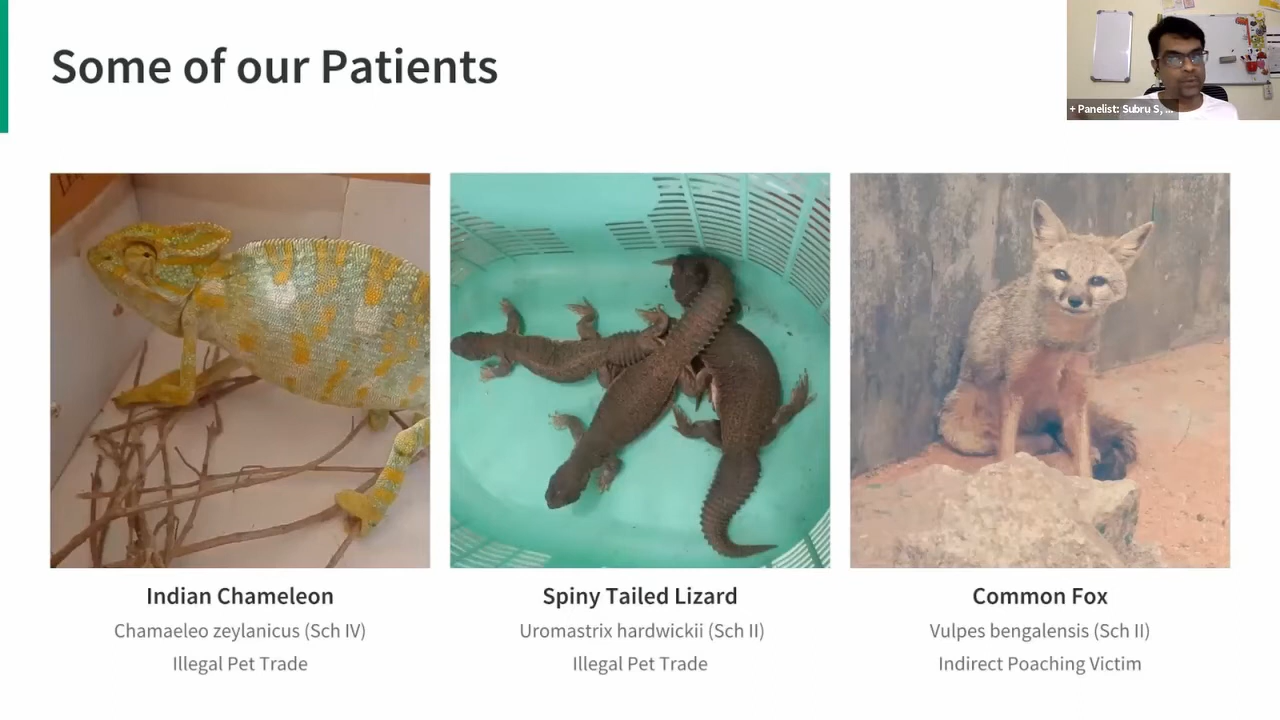 Some of our Patients
+ Panelist: Subru S, ...
Indian Chameleon
Chamaeleo zeylanicus (Sch IV)
Illegal Pet Trade
Spiny Tailed Lizard
Uromastrix hardwickii (Sch II)
Illegal Pet Trade
Common Fox
Vulpes bengalensis (Sch II)
Indirect Poaching Victim